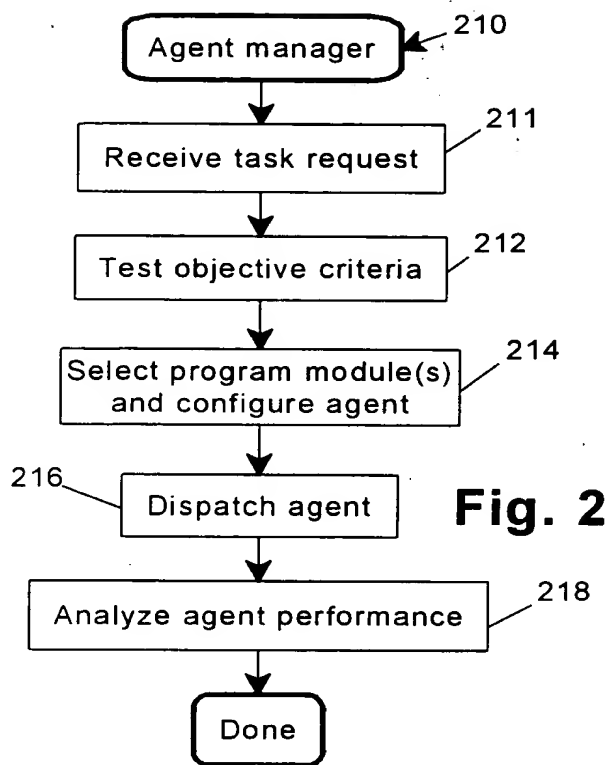 Agent manager
210
211
Receive task request
212
Test objective criteria
214
Select program module(s)
and configure agent
216
Dispatch agent
Fig. 2
218
Analyze agent performance
Done